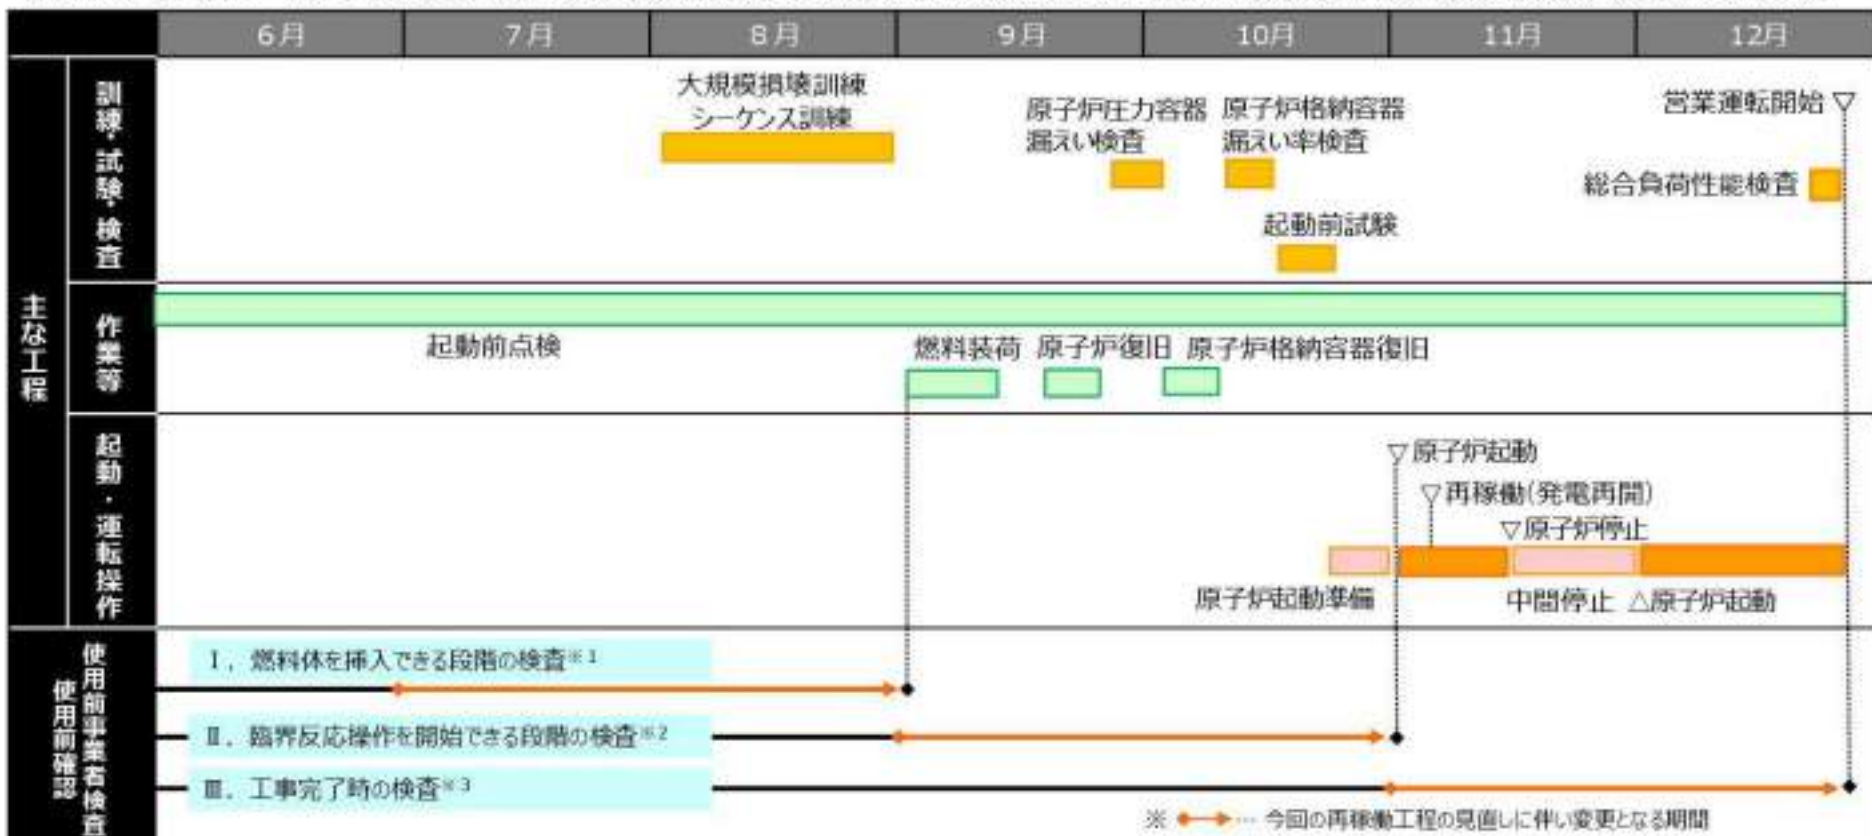 6月 7月 8月 9月 10月 11月 12月
主な工程
訓練・試験・検査
大規模損壊訓練
シーケンス訓練
原子炉圧力容器
漏えい検査
原子炉格納容器
漏えい率検査
起動前試験
営業運転開始▽
総合負荷性能検査
作業等
起動前点検
燃料装荷
原子炉復旧
原子炉格納容器復旧
起動・運転操作
▽原子炉起動
▽再稼働(発電再開)
▽原子炉停止
原子炉起動準備
中間停止
△原子炉起動
使用前事業者検査
使用前確認
Ⅰ．燃料体を挿入できる段階の検査※1
Ⅱ．臨界反応操作を開始できる段階の検査※2
Ⅲ．工事完了時の検査※3
※ … 今回の再稼働工程の見直しに伴い変更となる期間